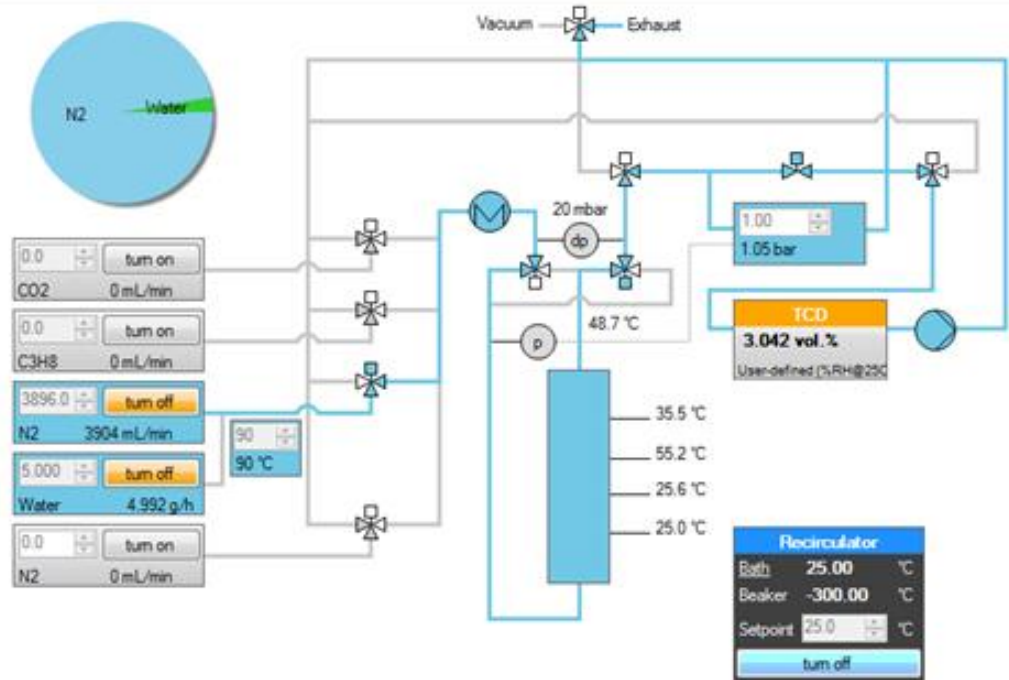 Vacuum
Exhaust
N2
Water
20 mbar
dp
1.00
1.05 bar
0.0
turn on
CO2
0 mL/min
48.7 °C
TCD
3.042 vol.%
User-defined (%RH@25C
p
0.0
turn on
C3H8
0 mL/min
3896.0
turn off
N2
3904 mL/min
90
90 °C
35.5 °C
55.2 °C
25.6 °C
25.0 °C
5.000
turn off
Water
4.992 g/h
0.0
turn on
N2
0 mL/min
Recirculator
Bath 25.00 °C
Beaker -300.00 °C
Setpoint 25.0 °C
turn off